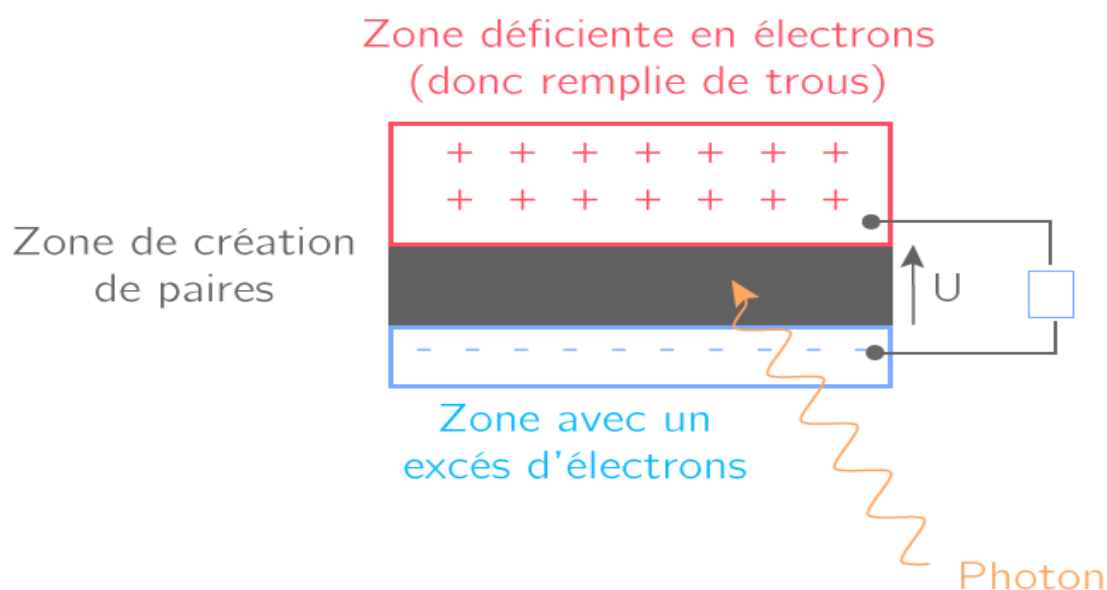 Zone déficiente en électrons
(donc remplie de trous)
+ + + + + + +
+ + + + + + +
Zone de création
de paires
U
- - - - - - - - - -
Zone avec un
excés d'électrons
Photon